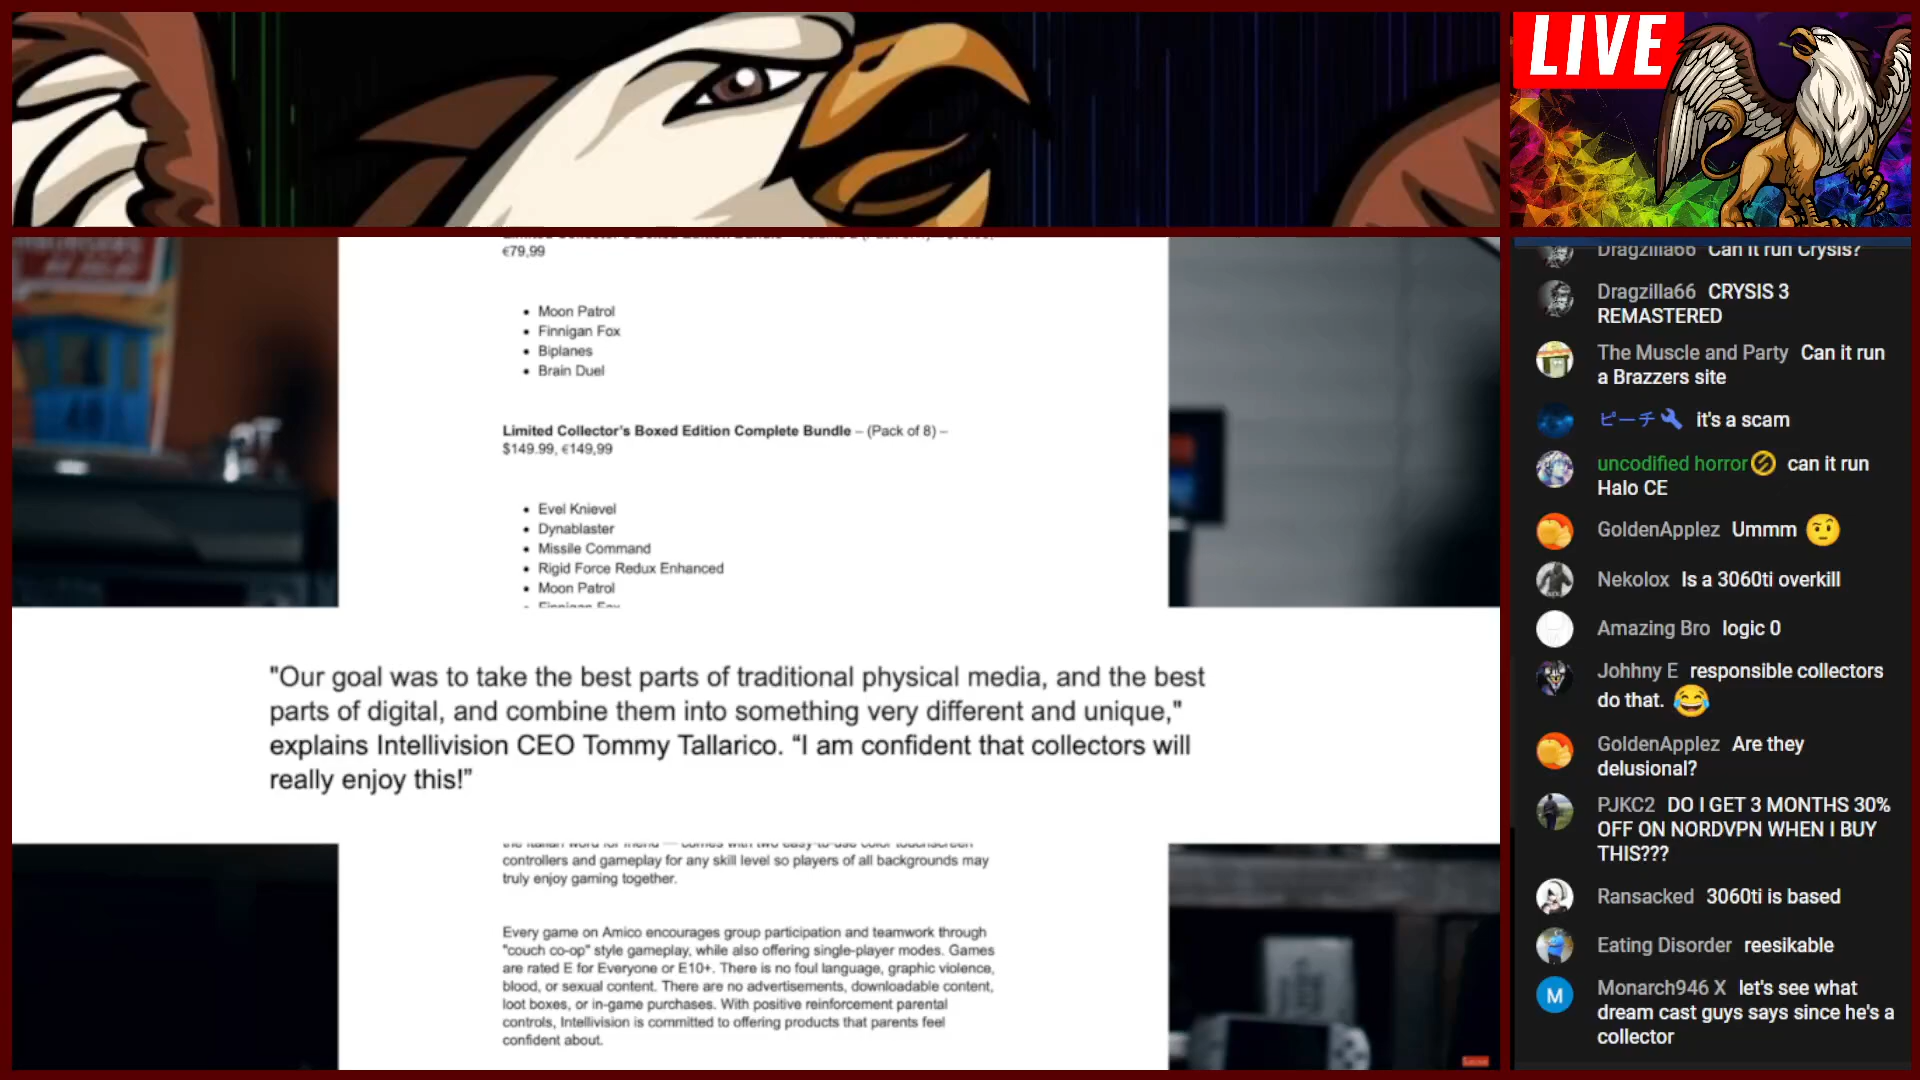 LIVE
€79,99
Moon Patrol
Finnigan Fox
Biplanes
Brain Duel
Limited Collector's Boxed Edition Complete Bundle – (Pack of 8) –
$149.99, €149,99
Evel Knievel
Dynablaster
Missile Command
Rigid Force Redux Enhanced
Moon Patrol
Finnigan Fox
"Our goal was to take the best parts of traditional physical media, and the best
parts of digital, and combine them into something very different and unique,"
explains Intellivision CEO Tommy Tallarico. “I am confident that collectors will
really enjoy this!”
controllers and gameplay for any skill level so players of all backgrounds may
truly enjoy gaming together.
Every game on Amico encourages group participation and teamwork through
"couch co-op" style gameplay, while also offering single-player modes. Games
are rated E for Everyone or E10+. There is no foul language, graphic violence,
blood, or sexual content. There are no advertisements, downloadable content,
loot boxes, or in-game purchases. With positive reinforcement parental
controls, Intellivision is committed to offering products that parents feel
confident about.
Dragzilla66 Can it run Crysis?
Dragzilla66 CRYSIS 3
REMASTERED
The Muscle and Party Can it run
a Brazzers site
ピーチ it's a scam
uncodified horror can it run
Halo CE
GoldenApplez Ummm
Nekolox Is a 3060ti overkill
Amazing Bro logic 0
Johhny E responsible collectors
do that.
GoldenApplez Are they
delusional?
PJKC2 DO I GET 3 MONTHS 30%
OFF ON NORDVPN WHEN I BUY
THIS???
Ransacked 3060ti is based
Eating Disorder reesikable
M
Monarch946 X let's see what
dream cast guys says since he's a
collector